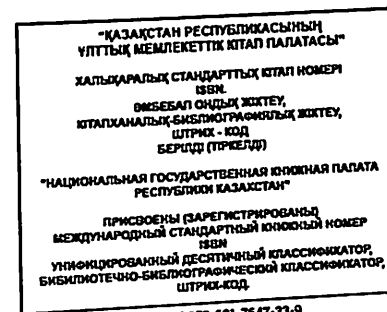 "ҚАЗАҚСТАН РЕСПУБЛИКАСЫНЫҢ
ҰЛТТЫҚ МЕМЛЕКЕТТІК КІТАП ПАЛАТАСЫ"
ХАЛЫҚАРАЛЫҚ СТАНДАРТТЫҚ КІТАП НОМЕРІ
ISBN.
ӘМБЕБАП ОНДЫҚ ЖІКТЕУ,
КІТАПХАНАЛЫҚ-БИБЛИОГРАФИЯЛЫҚ ЖІКТЕУ,
ШТРИХ - КОД
БЕРІЛДІ (ТІРКЕЛДІ)
"НАЦИОНАЛЬНАЯ ГОСУДАРСТВЕННАЯ КНИЖНАЯ ПАЛАТА
РЕСПУБЛИКИ КАЗАХСТАН"
ПРИСВОЕНЫ (ЗАРЕГИСТРИРОВАНЫ)
МЕЖДУНАРОДНЫЙ СТАНДАРТНЫЙ КНИЖНЫЙ НОМЕР
ISBN
УНИФИЦИРОВАННЫЙ ДЕСЯТИЧНЫЙ КЛАССИФИКАТОР,
БИБЛИОТЕЧНО-БИБЛИОГРАФИЧЕСКИЙ КЛАССИФИКАТОР,
ШТРИХ-КОД.